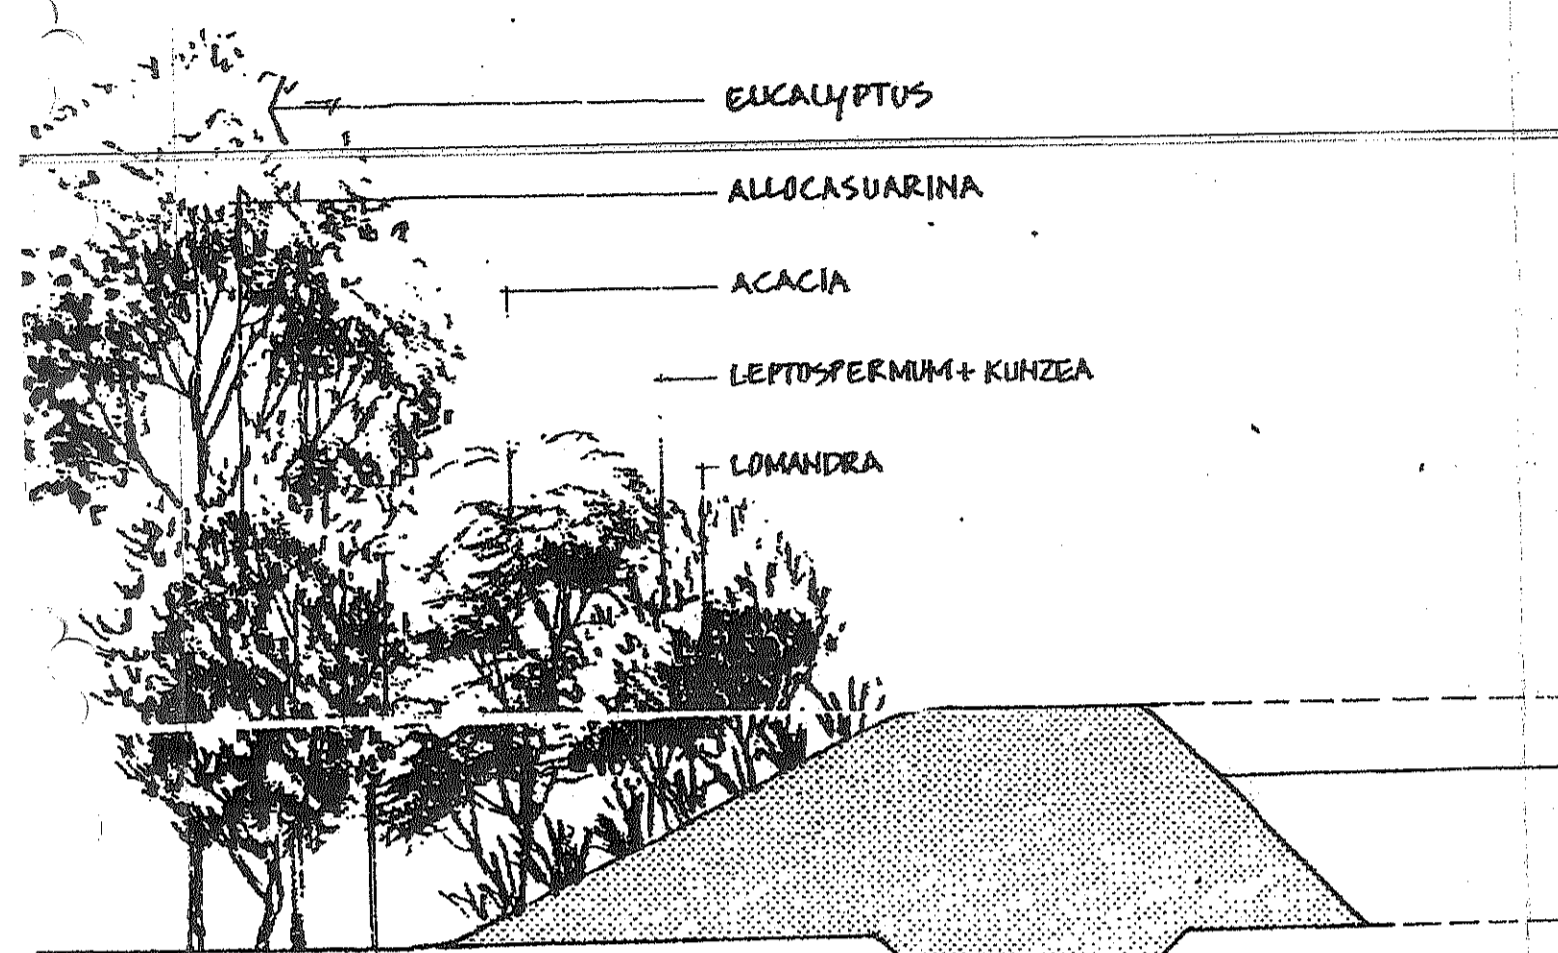 EUCALYPTUS
ALLOCASUARINA
ACACIA
LEPTOSPERMUM + KUNZEA
LOMANDRA